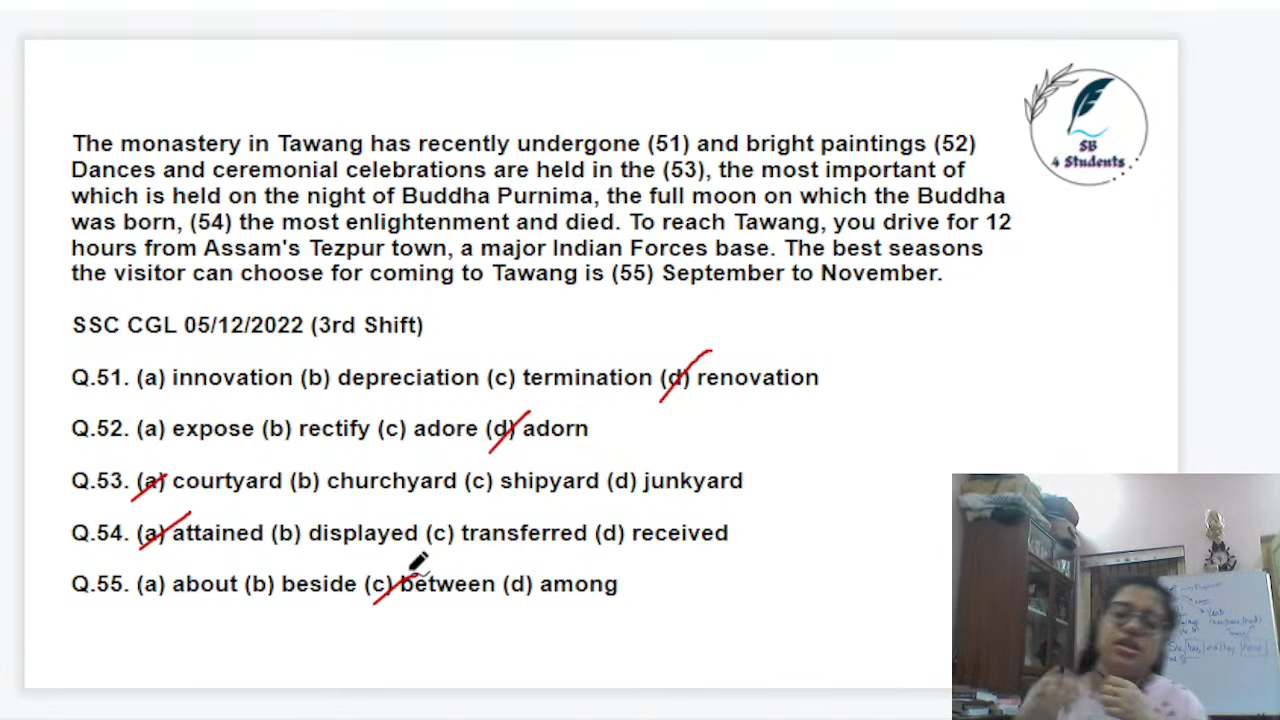 The monastery in Tawang has recently undergone (51) and bright paintings (52)
Dances and ceremonial celebrations are held in the (53), the most important of
which is held on the night of Buddha Purnima, the full moon on which the Buddha
was born, (54) the most enlightenment and died. To reach Tawang, you drive for 12
hours from Assam's Tezpur town, a major Indian Forces base. The best seasons
the visitor can choose for coming to Tawang is (55) September to November.
SB
4 Students
SSC CGL 05/12/2022 (3rd Shift)
Q.51. (a) innovation (b) depreciation (c) termination (d) renovation
Q.52. (a) expose (b) rectify (c) adore (d) adorn
Q.53. (a) courtyard (b) churchyard (c) shipyard (d) junkyard
Q.54. (a) attained (b) displayed (c) transferred (d) received
Q.55. (a) about (b) beside (c) between (d) among